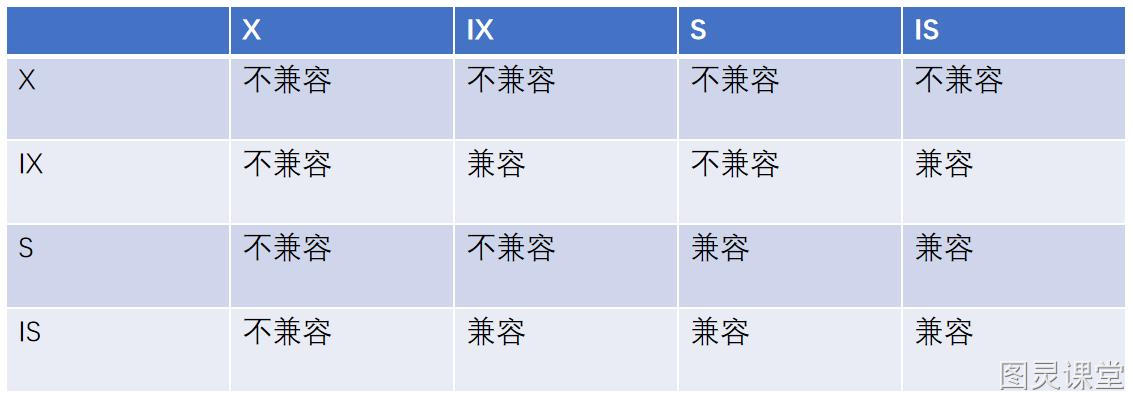 X IX S IS
X 不兼容 不兼容 不兼容 不兼容
IX 不兼容 兼容 不兼容 兼容
S 不兼容 不兼容 兼容 兼容
IS 不兼容 兼容 兼容 兼容
图灵课堂